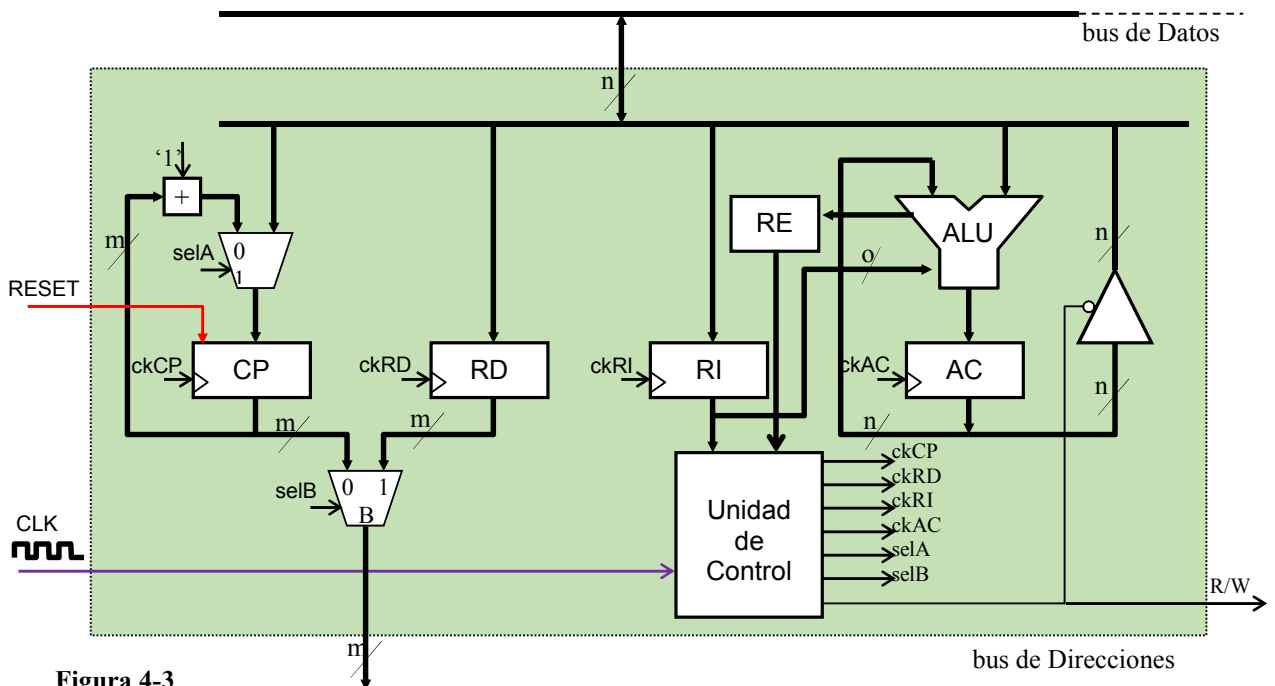 bus de Datos
n
‘1’
+
m
selA
0
1
RE
ALU
o
n
RESET
ckCP
CP
ckRD
RD
ckRI
RI
ckAC
AC
n
m
m
n
selB
0 1
B
CLK
Unidad
de
Control
ckCP
ckRD
ckRI
ckAC
selA
selB
R/W
m
bus de Direcciones
Figura 4-3